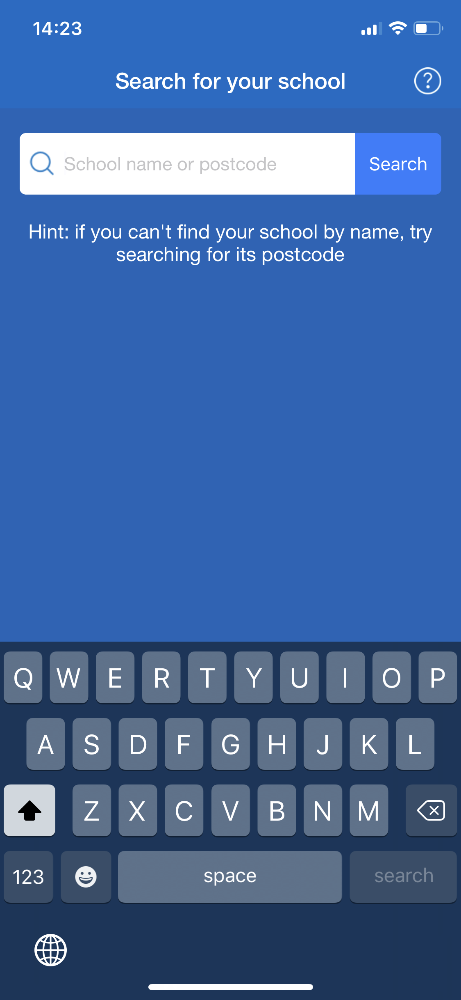 14:23
Search for your school
?
School name or postcode
Search
Hint: if you can't find your school by name, try
searching for its postcode
Q W E R T Y U I O P
A S D F G H J K L
Z X C V B N M
123 space search